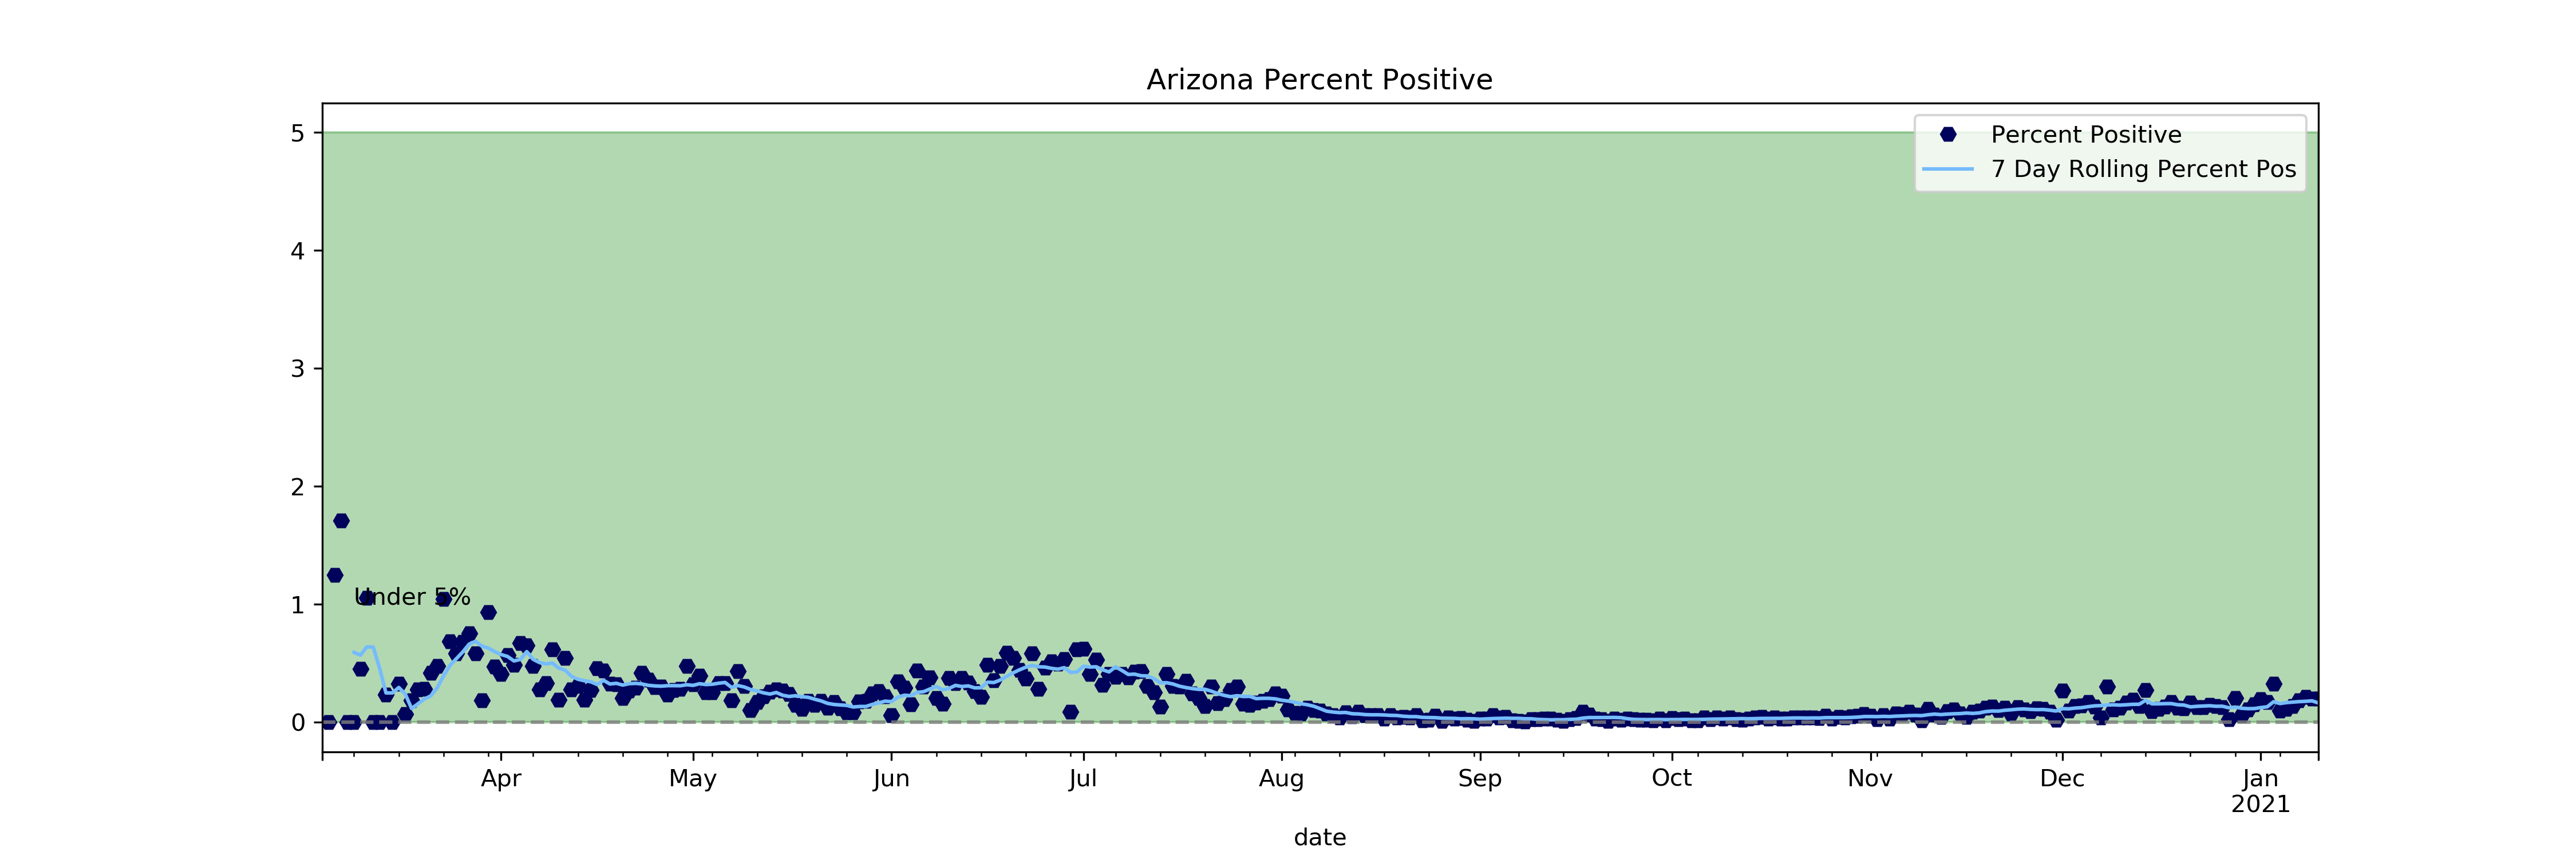 Arizona Percent Positive
5
4
3
2
1
0
Percent Positive
7 Day Rolling Percent Pos
Under 5%
Apr May Jun Jul Aug Sep Oct Nov Dec Jan
2021
date